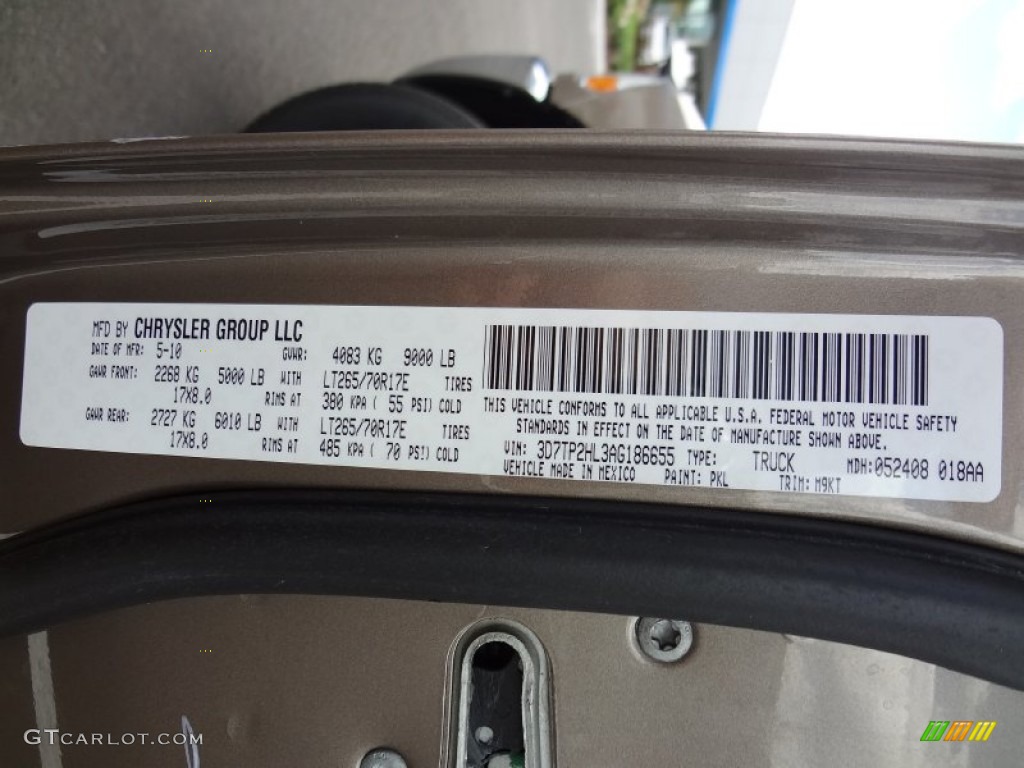 MFD BY CHRYSLER GROUP LLC
DATE OF MFR: 5-10 GVWR: 4083 KG 9000 LB
GAWR FRONT: 2268 KG 5000 LB WITH LT265/70R17E TIRES
17X8.0 RIMS AT 380 KPA ( 55 PSI) COLD
GAWR REAR: 2727 KG 6010 LB WITH LT265/70R17E TIRES
17X8.0 RIMS AT 485 KPA ( 70 PSI) COLD
THIS VEHICLE CONFORMS TO ALL APPLICABLE U.S.A. FEDERAL MOTOR VEHICLE SAFETY
STANDARDS IN EFFECT ON THE DATE OF MANUFACTURE SHOWN ABOVE.
VIN: 3D7TP2HL3AG186655 TYPE: TRUCK MDH:052408 018AA
VEHICLE MADE IN MEXICO PAINT: PKL TRIM: M9KT
GTCARLOT.COM